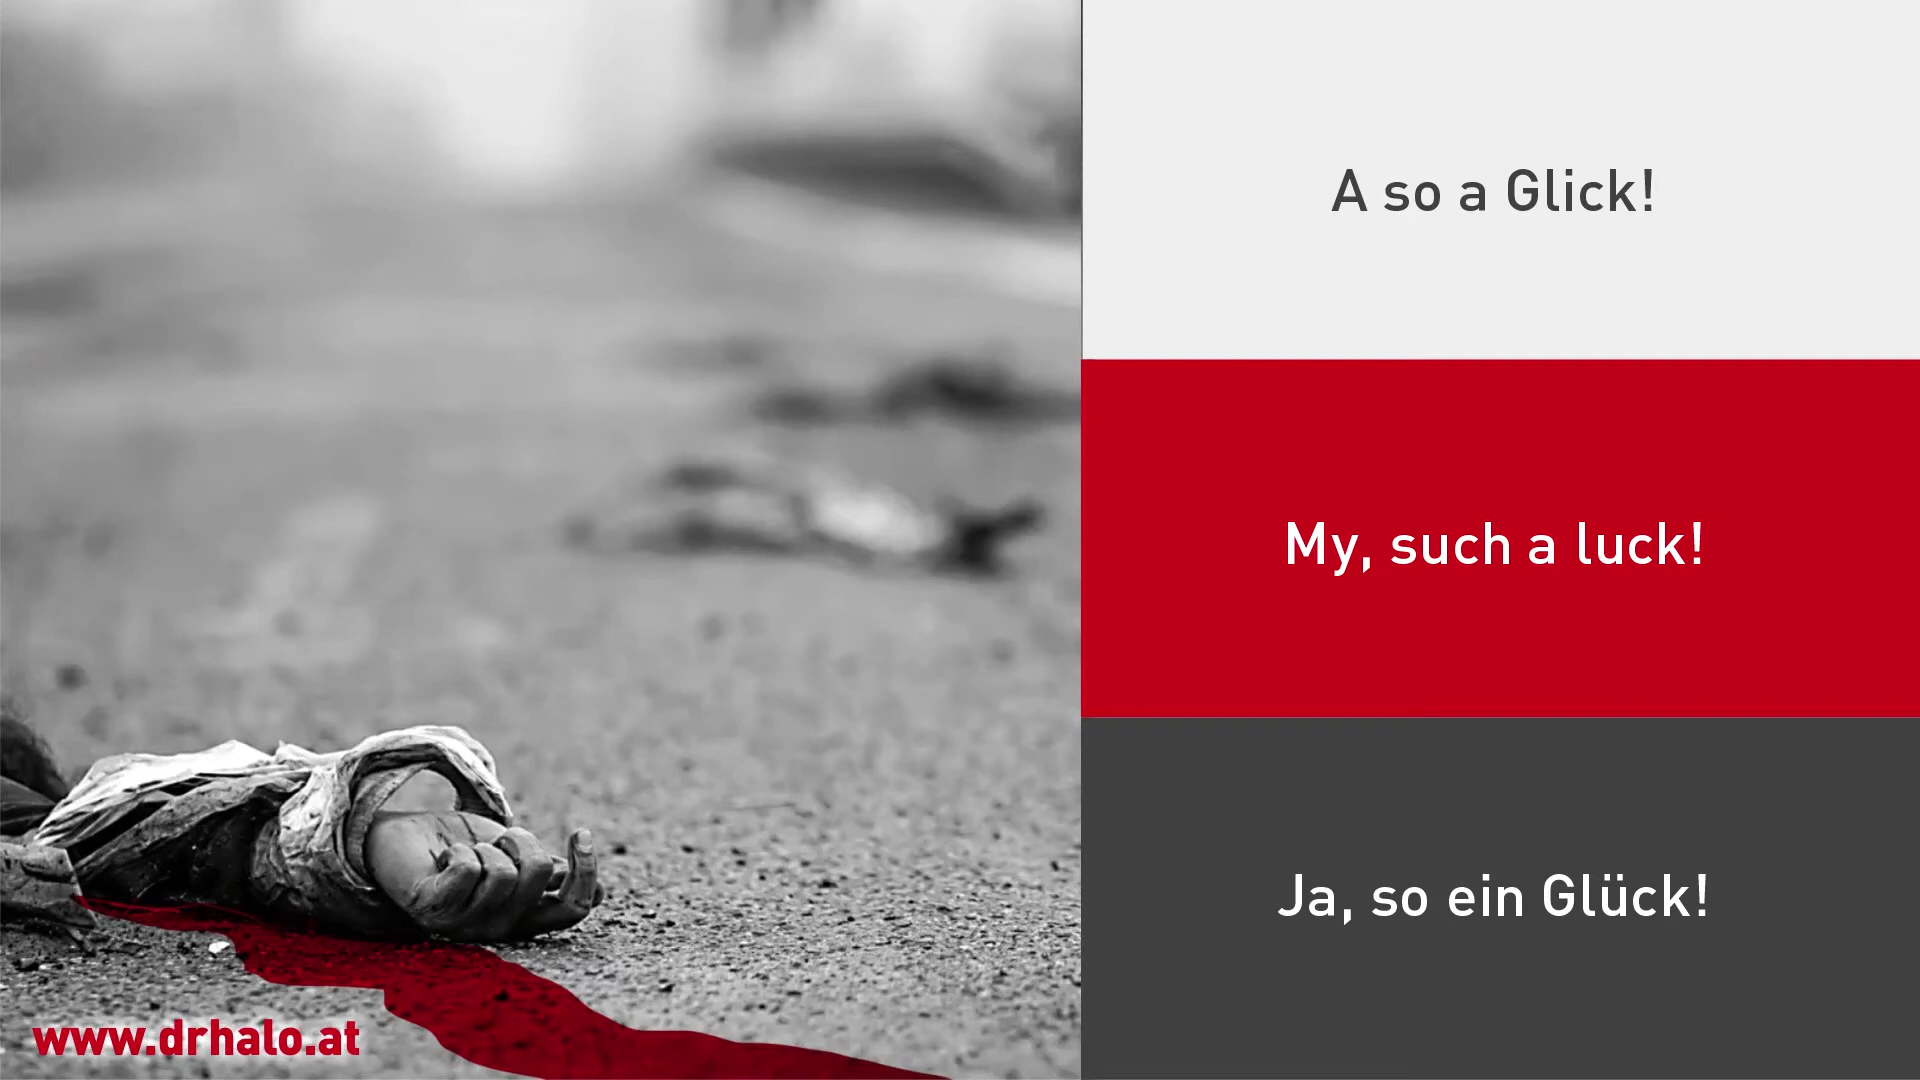 A so a Glick!
My, such a luck!
Ja, so ein Glück!
www.drhalo.at